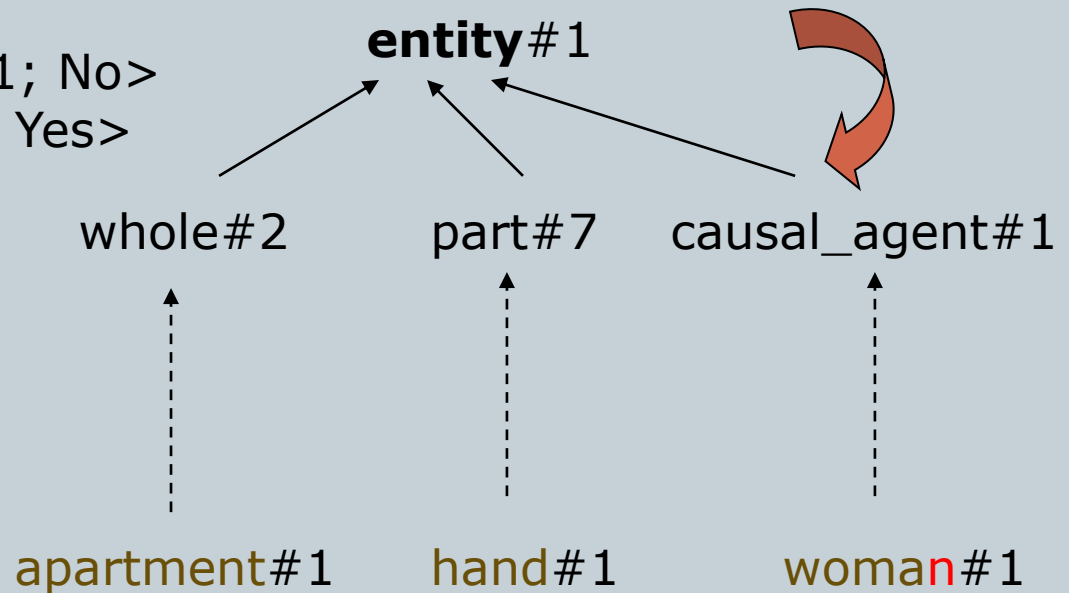 entity#1
1; No>
Yes>
whole#2 part#7 causal_agent#1
apartment#1 hand#1 woman#1